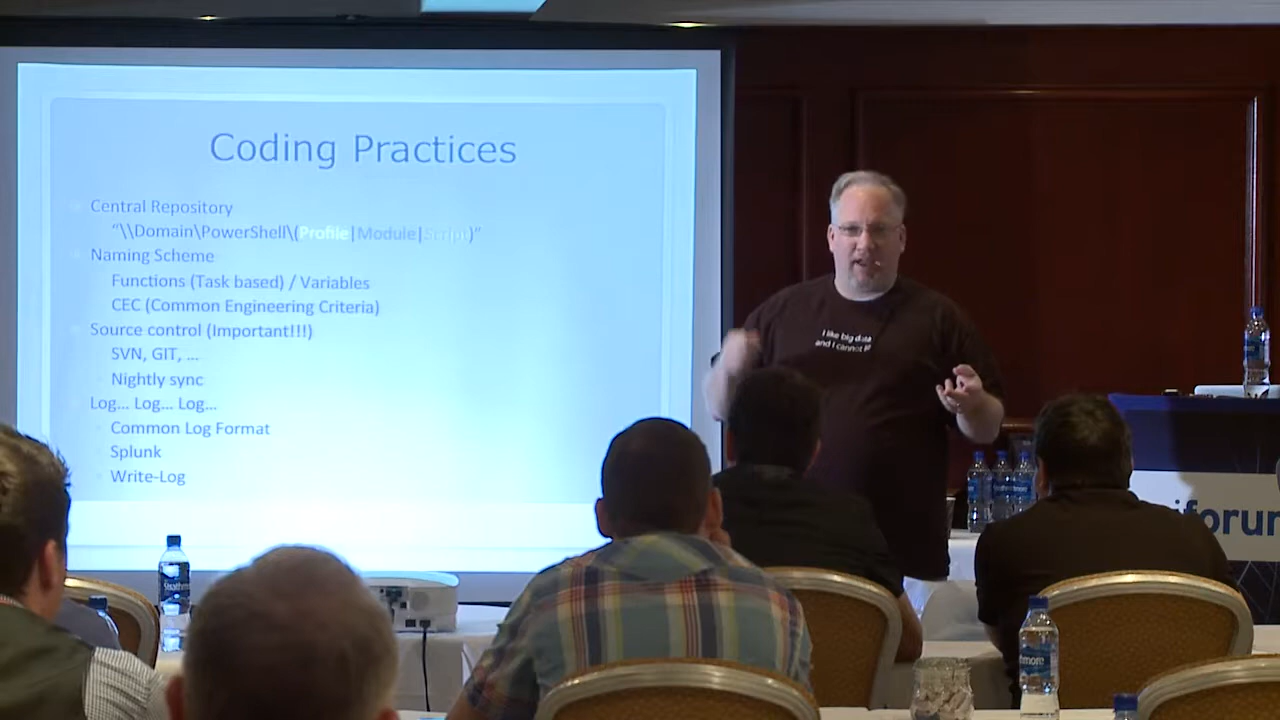 Coding Practices
Central Repository
"\\Domain\PowerShell\(Profile|Module|Script)"
Naming Scheme
Functions (Task based) / Variables
CEC (Common Engineering Criteria)
Source control (Important!!!)
SVN, GIT, ...
Nightly sync
Log... Log... Log...
Common Log Format
Splunk
Write-Log
I like big data
and I cannot
iforum